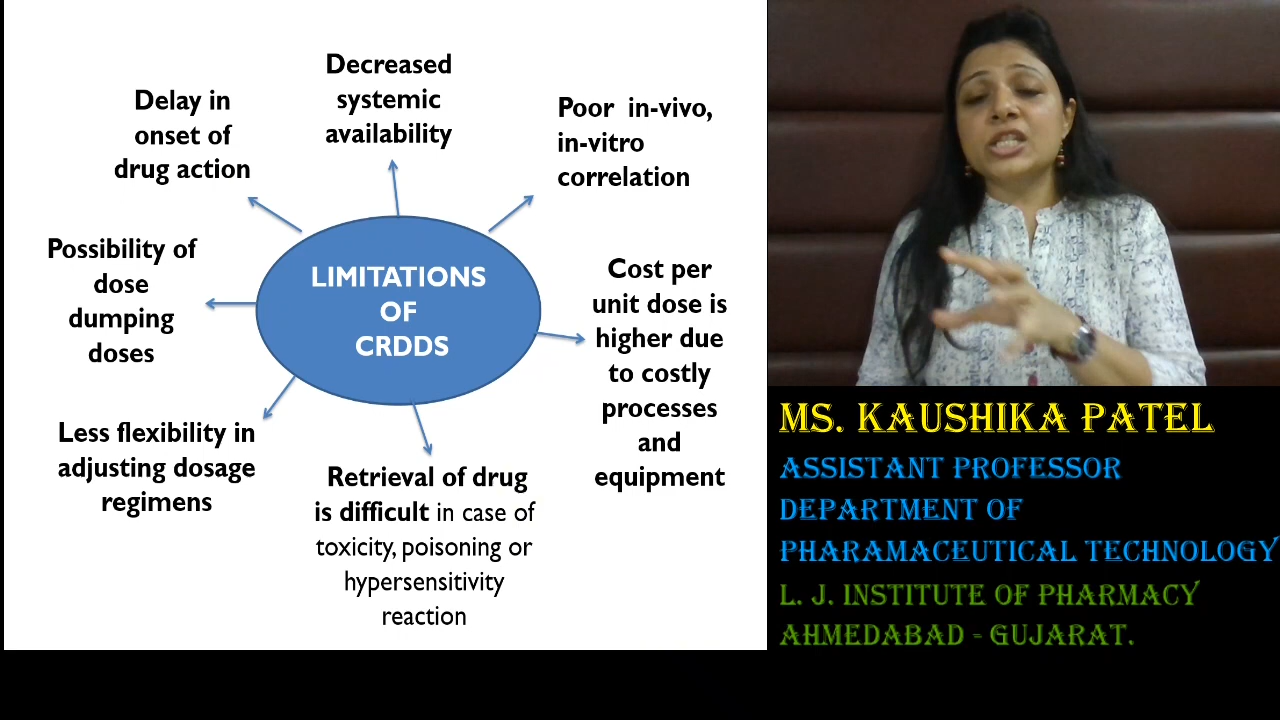 Decreased
systemic
availability
Delay in
onset of
drug action
Poor in-vivo,
in-vitro
correlation
Possibility of
dose
dumping
doses
LIMITATIONS
OF
CRDDS
Cost per
unit dose is
higher due
to costly
processes
and
equipment
Less flexibility in
adjusting dosage
regimens
Retrieval of drug
is difficult in case of
toxicity, poisoning or
hypersensitivity
reaction
MS. KAUSHIKA PATEL
ASSISTANT PROFESSOR
DEPARTMENT OF
PHARAMACEUTICAL TECHNOLOGY
L. J. INSTITUTE OF PHARMACY
AHMEDABAD - GUJARAT.